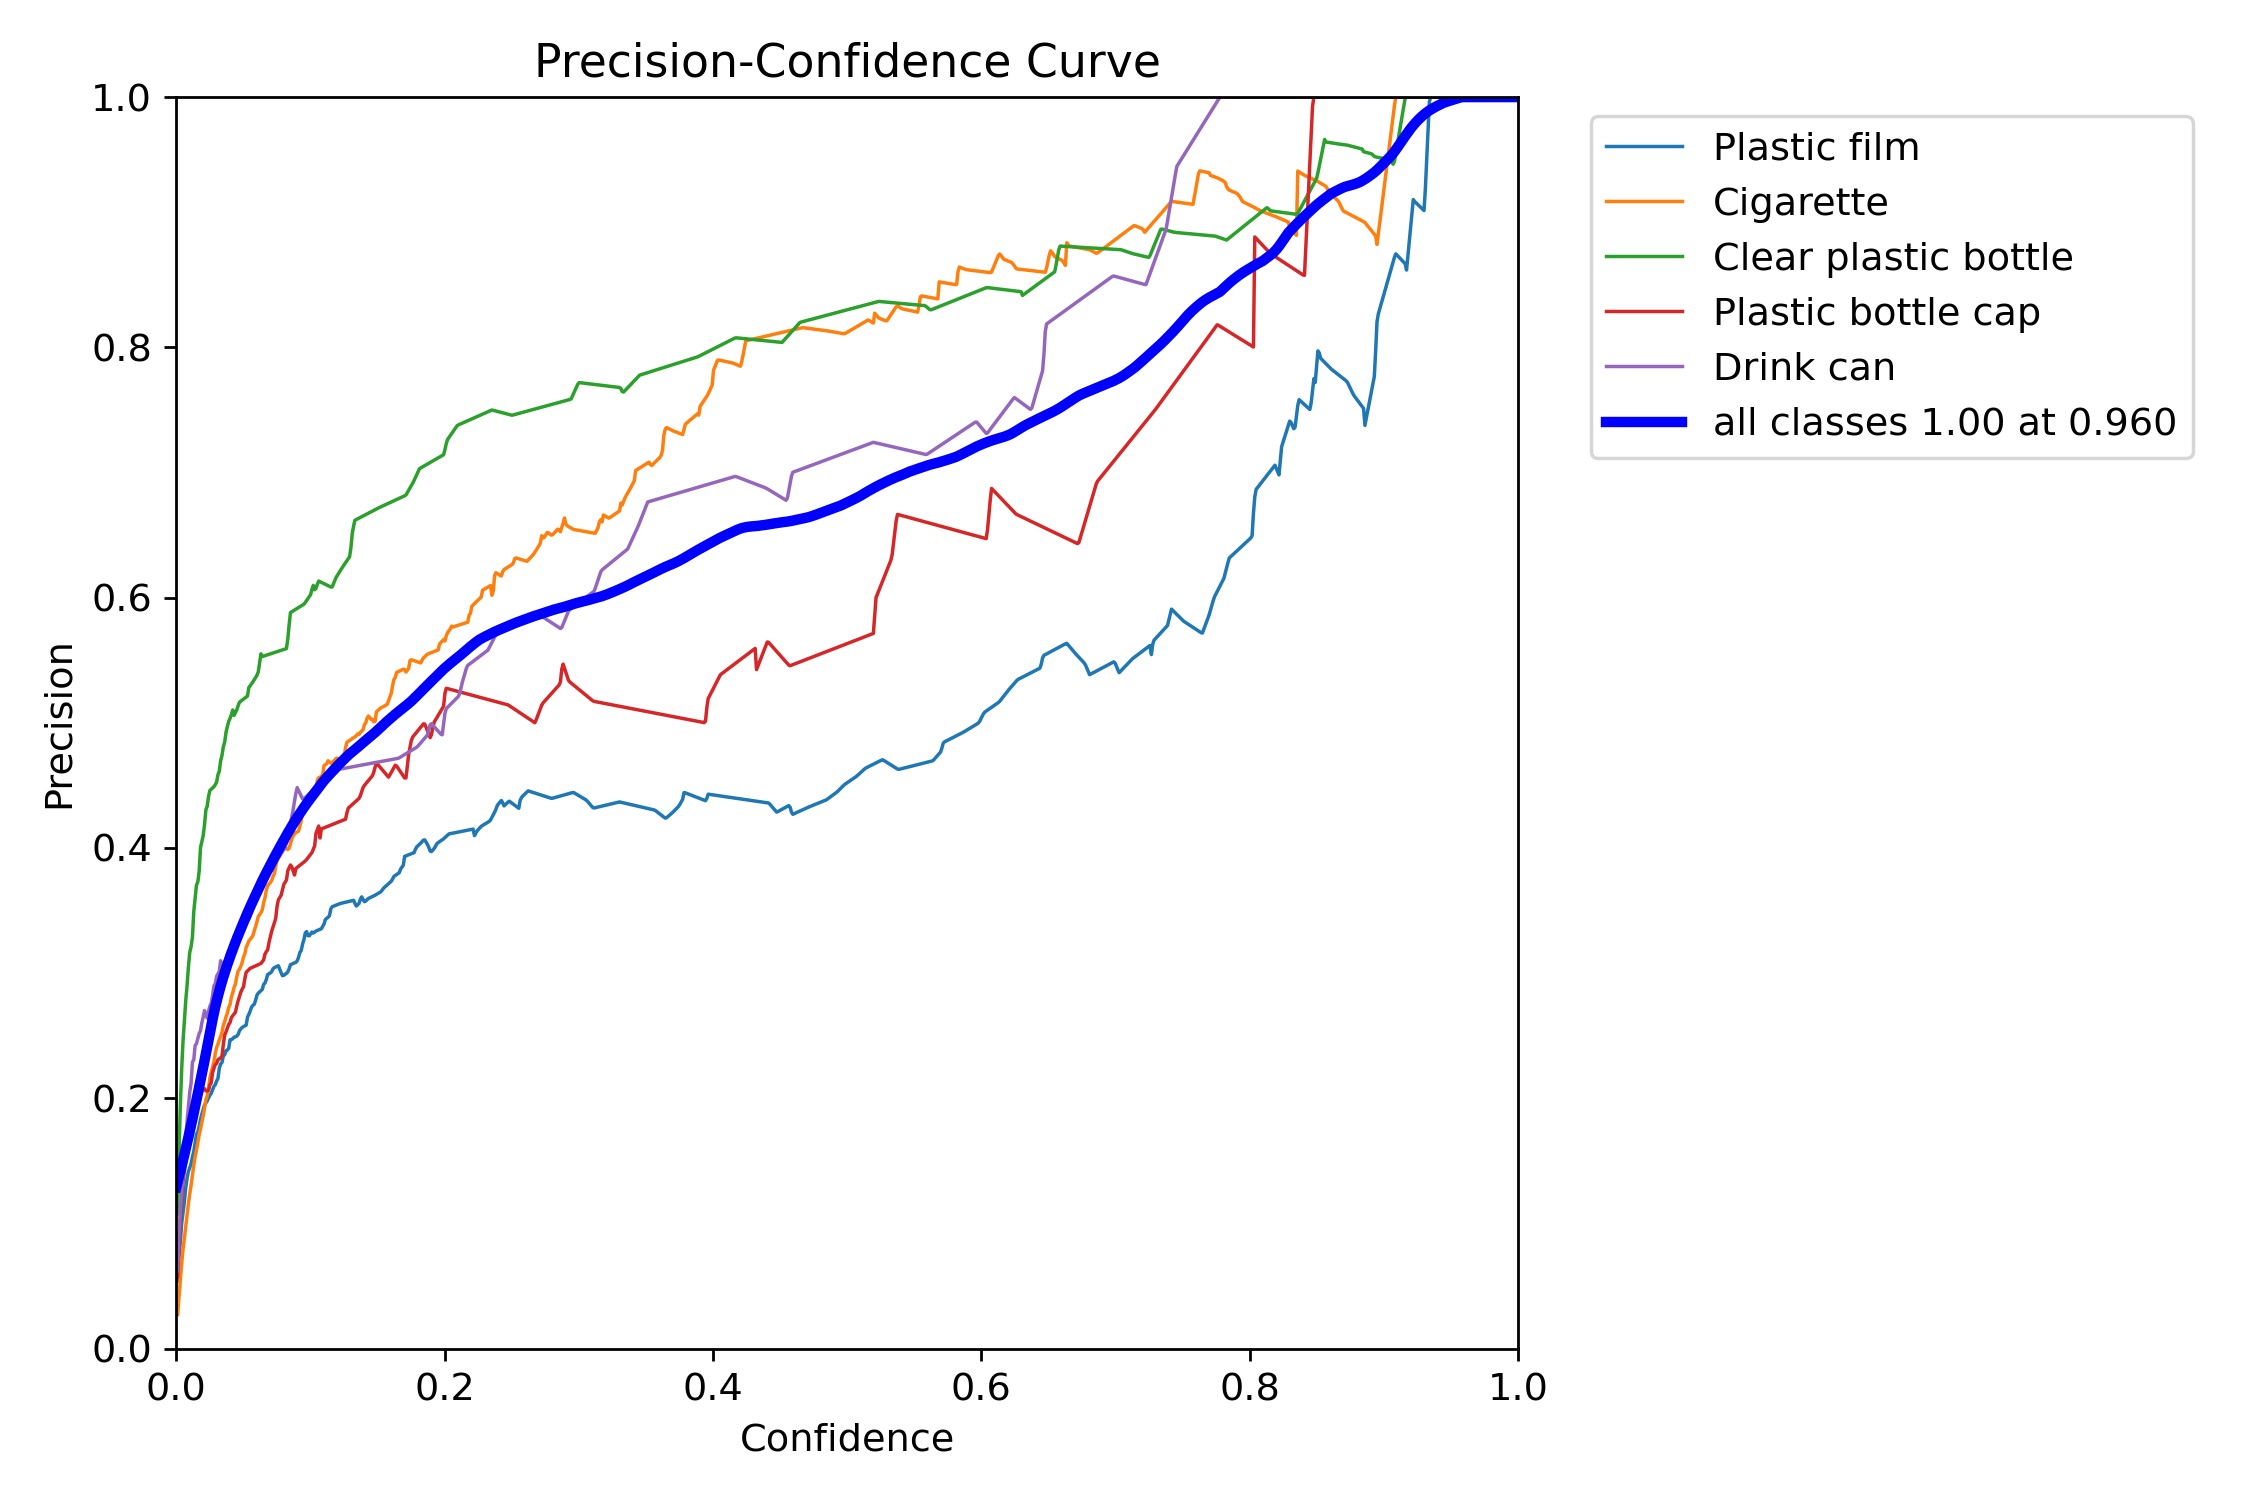 Precision-Confidence Curve
1.0
0.8
0.6
0.4
0.2
0.0
Precision
0.0 0.2 0.4 0.6 0.8 1.0
Confidence
Plastic film
Cigarette
Clear plastic bottle
Plastic bottle cap
Drink can
all classes 1.00 at 0.960